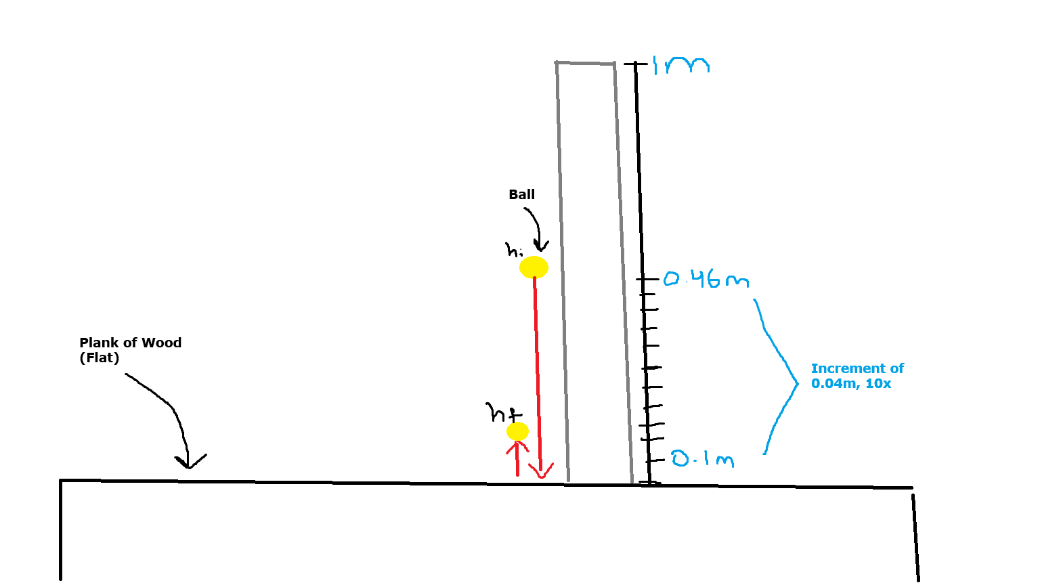 1m
Ball
hi
0.46m
Plank of Wood
(Flat)
Increment of
0.04m, 10x
hf
0.1m